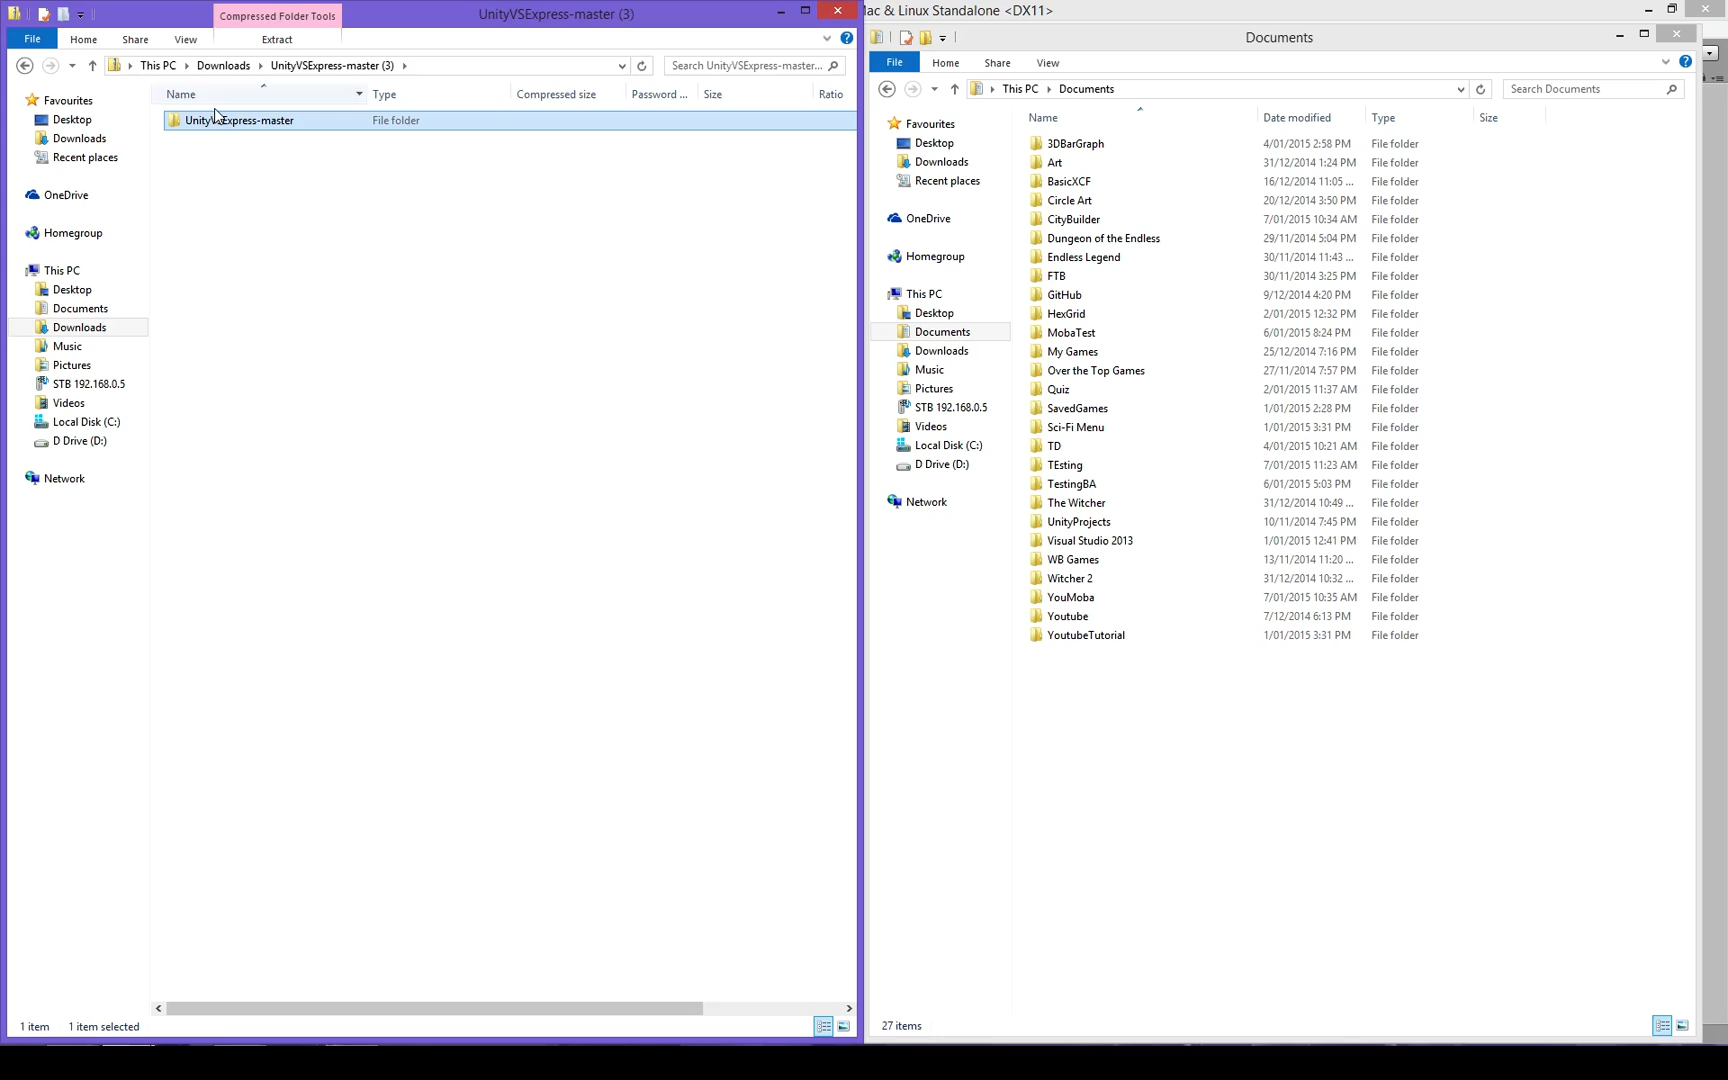 Compressed Folder Tools
UnityVSExpress-master (3)
File
Home
Share
View
Extract
This PC
Downloads
UnityVSExpress-master (3)
Search UnityVSExpress-master...
Name
Type
Compressed size
Password ...
Size
Ratio
Favourites
Desktop
Downloads
Recent places
OneDrive
Homegroup
This PC
Desktop
Documents
Downloads
Music
Pictures
STB 192.168.0.5
Videos
Local Disk (C:)
D Drive (D:)
Network
UnityVSExpress-master
File folder
1 item
1 item selected
ac & Linux Standalone <DX11>
Documents
File
Home
Share
View
This PC
Documents
Search Documents
Name
Date modified
Type
Size
Favourites
Desktop
Downloads
Recent places
OneDrive
Homegroup
This PC
Desktop
Documents
Downloads
Music
Pictures
STB 192.168.0.5
Videos
Local Disk (C:)
D Drive (D:)
Network
3DBarGraph 4/01/2015 2:58 PM File folder
Art 31/12/2014 1:24 PM File folder
BasicXCF 16/12/2014 11:05 ... File folder
Circle Art 20/12/2014 3:50 PM File folder
CityBuilder 7/01/2015 10:34 AM File folder
Dungeon of the Endless 29/11/2014 5:04 PM File folder
Endless Legend 30/11/2014 11:43 ... File folder
FTB 30/11/2014 3:25 PM File folder
GitHub 9/12/2014 4:20 PM File folder
HexGrid 2/01/2015 12:32 PM File folder
MobaTest 6/01/2015 8:24 PM File folder
My Games 25/12/2014 7:16 PM File folder
Over the Top Games 27/11/2014 7:57 PM File folder
Quiz 2/01/2015 11:37 AM File folder
SavedGames 1/01/2015 2:28 PM File folder
Sci-Fi Menu 1/01/2015 3:31 PM File folder
TD 4/01/2015 10:21 AM File folder
TEsting 7/01/2015 11:23 AM File folder
TestingBA 6/01/2015 5:03 PM File folder
The Witcher 31/12/2014 10:49 ... File folder
UnityProjects 10/11/2014 7:45 PM File folder
Visual Studio 2013 1/01/2015 12:41 PM File folder
WB Games 13/11/2014 11:20 ... File folder
Witcher 2 31/12/2014 10:32 ... File folder
YouMoba 7/01/2015 10:35 AM File folder
Youtube 7/12/2014 6:13 PM File folder
YoutubeTutorial 1/01/2015 3:31 PM File folder
27 items